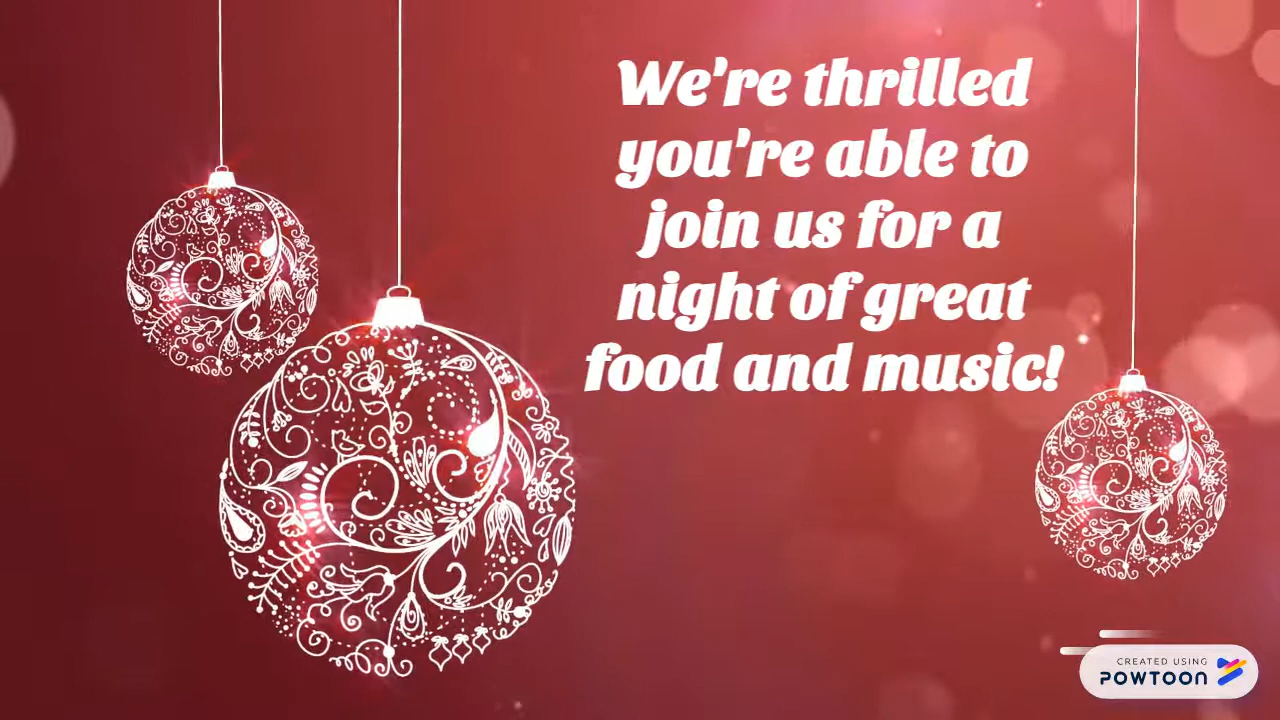 We're thrilled
you're able to
join us for a
night of great
food and music!
CREATED USING
POWTOON